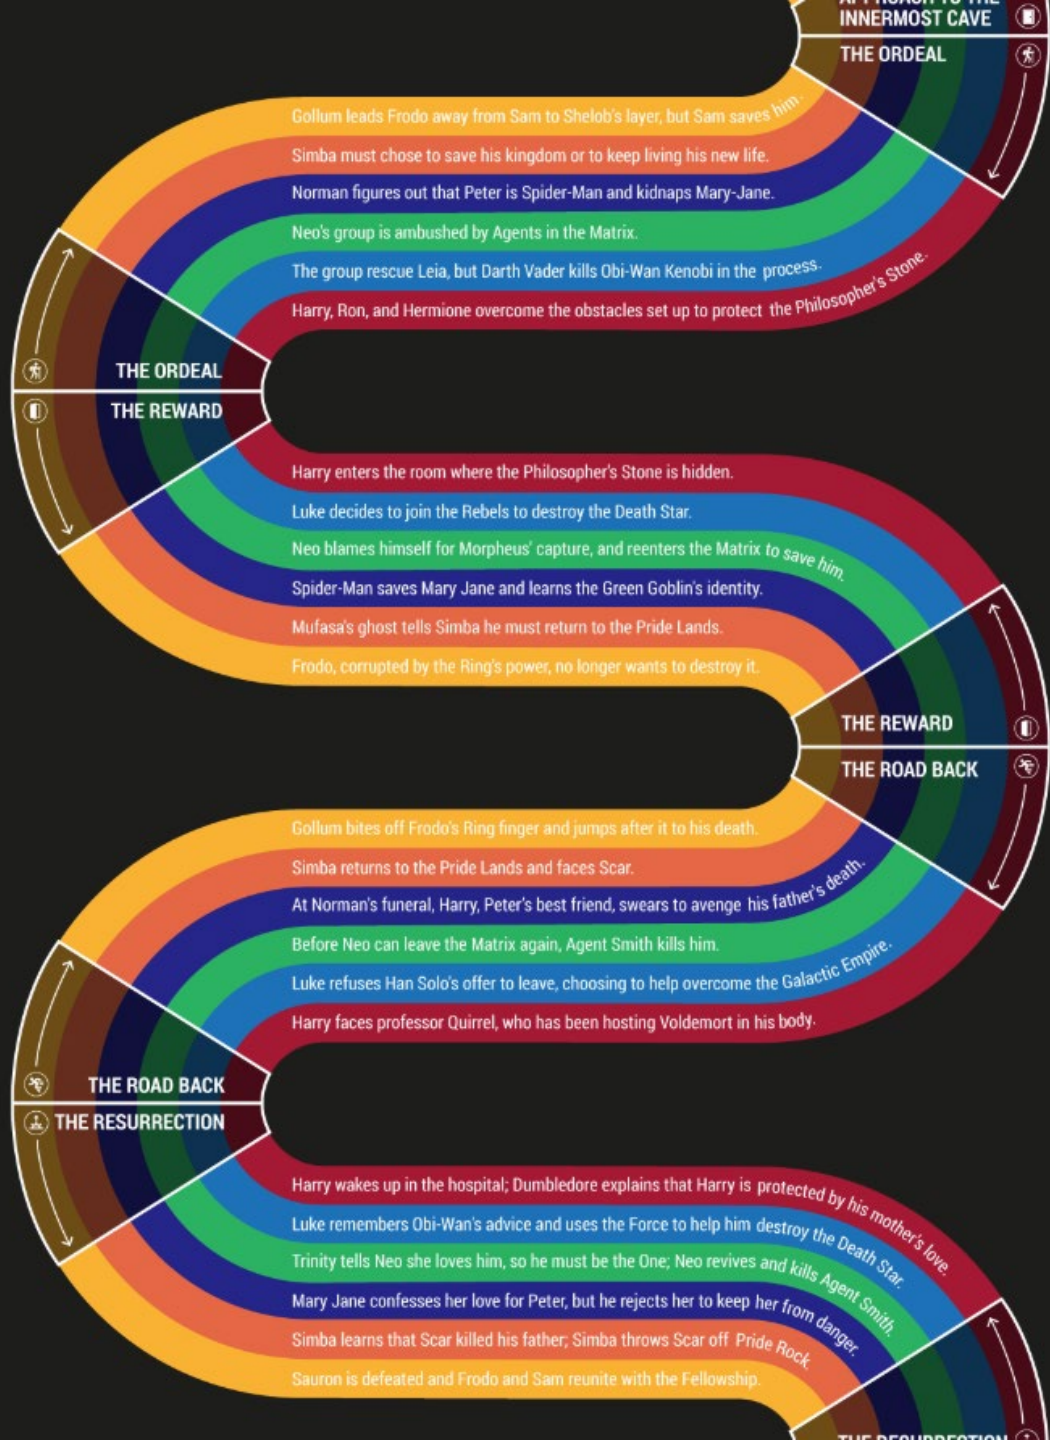 APPROACH TO THE
INNERMOST CAVE
THE ORDEAL
Gollum leads Frodo away from Sam to Shelob's layer, but Sam saves him.
Simba must chose to save his kingdom or to keep living his new life.
Norman figures out that Peter is Spider-Man and kidnaps Mary-Jane.
Neo's group is ambushed by Agents in the Matrix.
The group rescue Leia, but Darth Vader kills Obi-Wan Kenobi in the process.
Harry, Ron, and Hermione overcome the obstacles set up to protect the Philosopher's Stone.
THE ORDEAL
THE REWARD
Harry enters the room where the Philosopher's Stone is hidden.
Luke decides to join the Rebels to destroy the Death Star.
Neo blames himself for Morpheus' capture, and reenters the Matrix to save him.
Spider-Man saves Mary Jane and learns the Green Goblin's identity.
Mufasa's ghost tells Simba he must return to the Pride Lands.
Frodo, corrupted by the Ring's power, no longer wants to destroy it.
THE REWARD
THE ROAD BACK
Gollum bites off Frodo's Ring finger and jumps after it to his death.
Simba returns to the Pride Lands and faces Scar.
At Norman's funeral, Harry, Peter's best friend, swears to avenge his father's death.
Before Neo can leave the Matrix again, Agent Smith kills him.
Luke refuses Han Solo's offer to leave, choosing to help overcome the Galactic Empire.
Harry faces professor Quirrel, who has been hosting Voldemort in his body.
THE ROAD BACK
THE RESURRECTION
Harry wakes up in the hospital; Dumbledore explains that Harry is protected by his mother's love.
Luke remembers Obi-Wan's advice and uses the Force to help him destroy the Death Star.
Trinity tells Neo she loves him, so he must be the One; Neo revives and kills Agent Smith.
Mary Jane confesses her love for Peter, but he rejects her to keep her from danger.
Simba learns that Scar killed his father; Simba throws Scar off Pride Rock.
Sauron is defeated and Frodo and Sam reunite with the Fellowship.
THE RESURRECTION